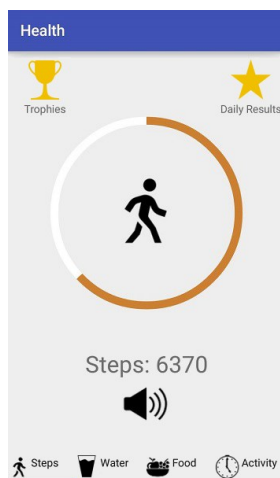 Health
Trophies
Daily Results
Steps: 6370
Steps
Water
Food
Activity